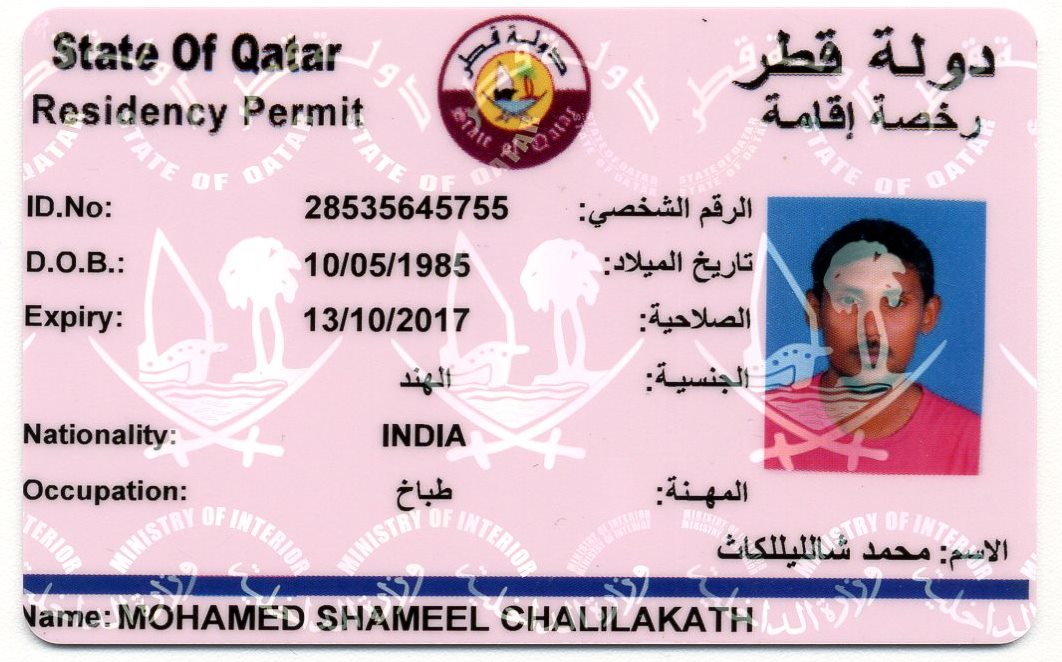 State Of Qatar دولة قطر
Residency Permit رخصة إقامة
دولة قطر
State of Qatar
ID.No: 28535645755 الرقم الشخصي:
D.O.B.: 10/05/1985 تاريخ الميلاد:
Expiry: 13/10/2017 الصلاحية:
الهند الجنسية:
Nationality: INDIA
Occupation: طباخ المهنة:
الاسم: محمد شالليللكاث
Name: MOHAMED SHAMEEL CHALILAKATH
STATE OF QATAR
MINISTRY OF INTERIOR
وزارة الداخلية